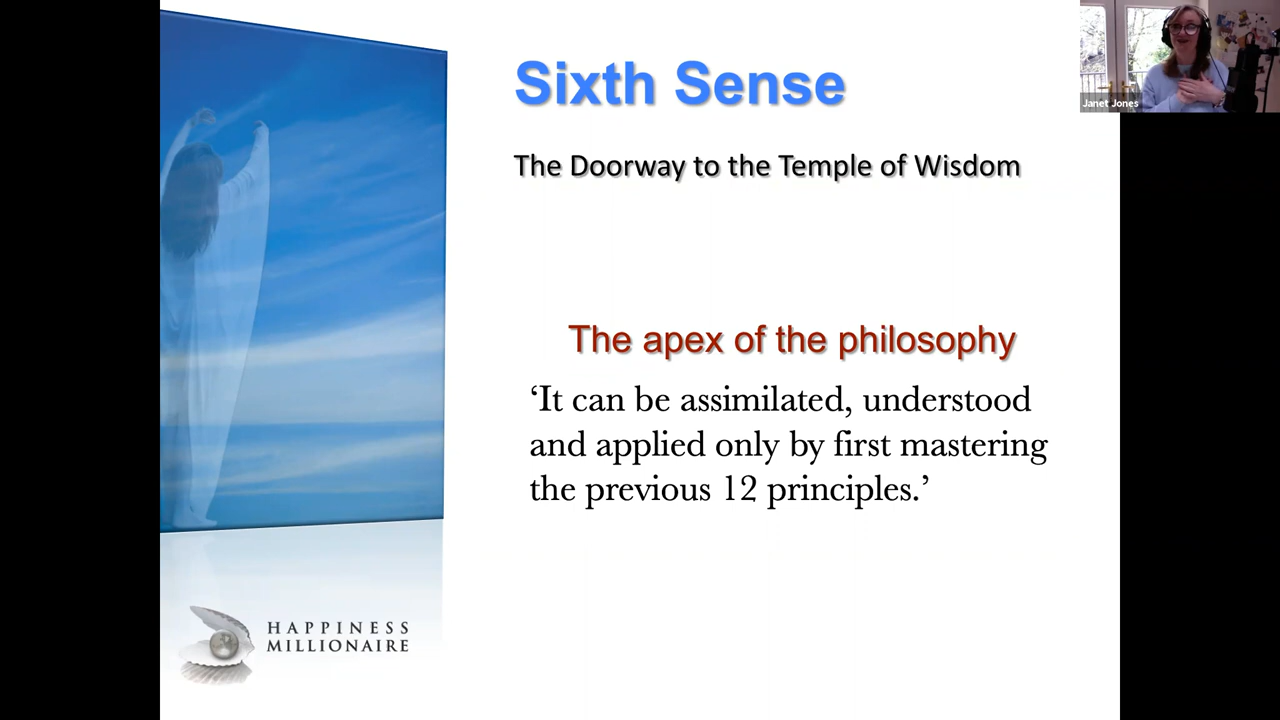 Sixth Sense
Janet Jones
The Doorway to the Temple of Wisdom
The apex of the philosophy
‘It can be assimilated, understood
and applied only by first mastering
the previous 12 principles.’
HAPPINESS
MILLIONAIRE